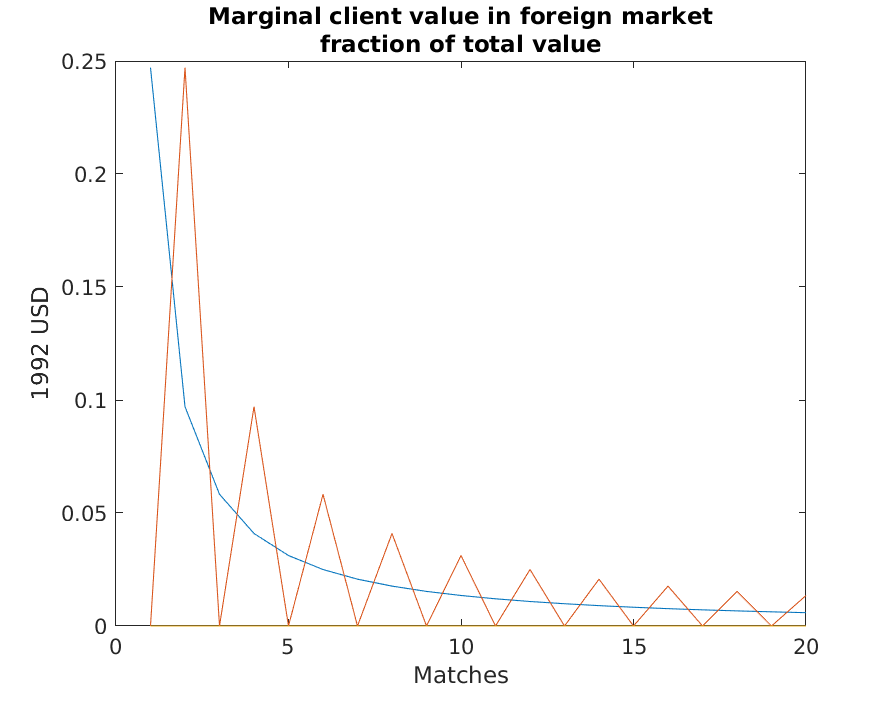 Marginal client value in foreign market
fraction of total value
0.25
0.2
0.15
0.1
0.05
0
1992 USD
0
5
10
15
20
Matches